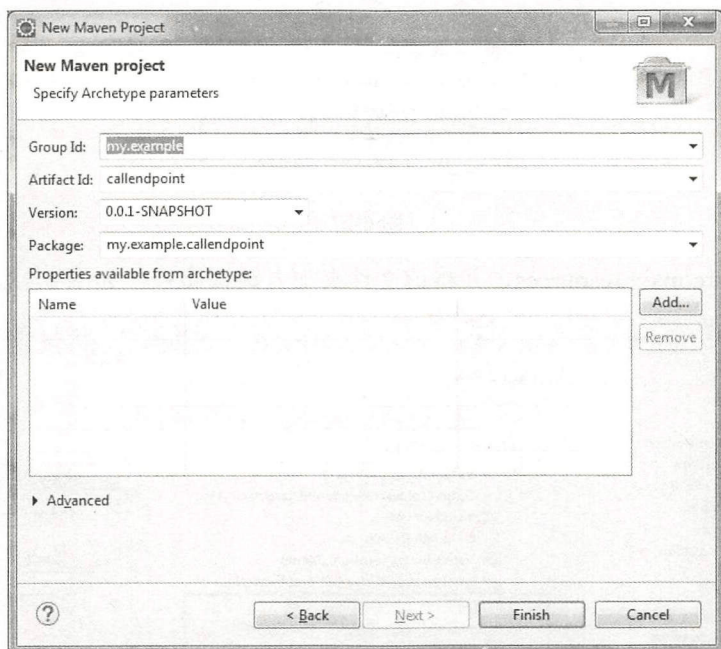 New Maven Project
New Maven project
Specify Archetype parameters
M
Group Id: my.example
Artifact Id: callendpoint
Version: 0.0.1-SNAPSHOT
Package: my.example.callendpoint
Properties available from archetype:
Name Value
Add...
Remove
Advanced
? < Back Next > Finish Cancel